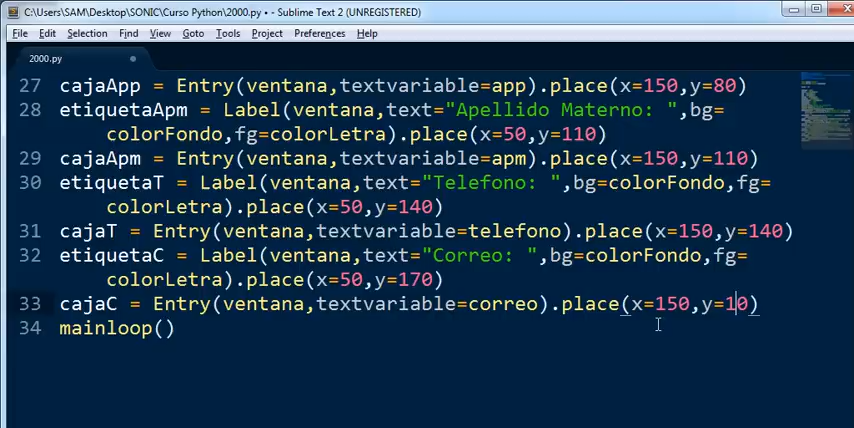 C:\Users\SAM\Desktop\SONIC\Curso Python\2000.py • - Sublime Text 2 (UNREGISTERED)
File Edit Selection Find View Goto Tools Project Preferences Help
2000.py
27 cajaApp = Entry(ventana,textvariable=app).place(x=150,y=80)
28 etiquetaApm = Label(ventana,text="Apellido Materno: ",bg=
colorFondo,fg=colorLetra).place(x=50,y=110)
29 cajaApm = Entry(ventana,textvariable=apm).place(x=150,y=110)
30 etiquetaT = Label(ventana,text="Telefono: ",bg=colorFondo,fg=
colorLetra).place(x=50,y=140)
31 cajaT = Entry(ventana,textvariable=telefono).place(x=150,y=140)
32 etiquetaC = Label(ventana,text="Correo: ",bg=colorFondo,fg=
colorLetra).place(x=50,y=170)
33 cajaC = Entry(ventana,textvariable=correo).place(x=150,y=10)
34 mainloop()